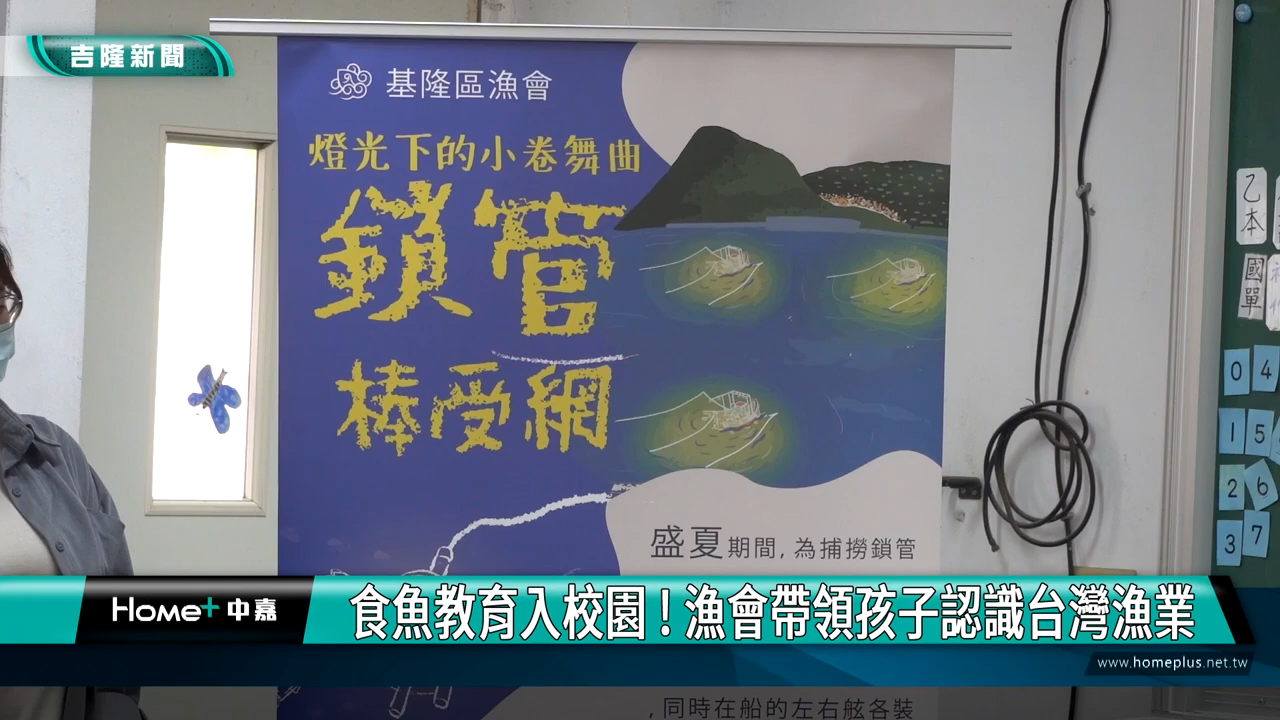 吉隆新聞
基隆區漁會
燈光下的小卷舞曲
鎖管
棒受網
盛夏期間,為捕撈鎖管
,同時在船的左右舷各裝
乙本
國單
0 4
1 5
2 6
3 7
Home+中嘉
食魚教育入校園!漁會帶領孩子認識台灣漁業
www.homeplus.net.tw